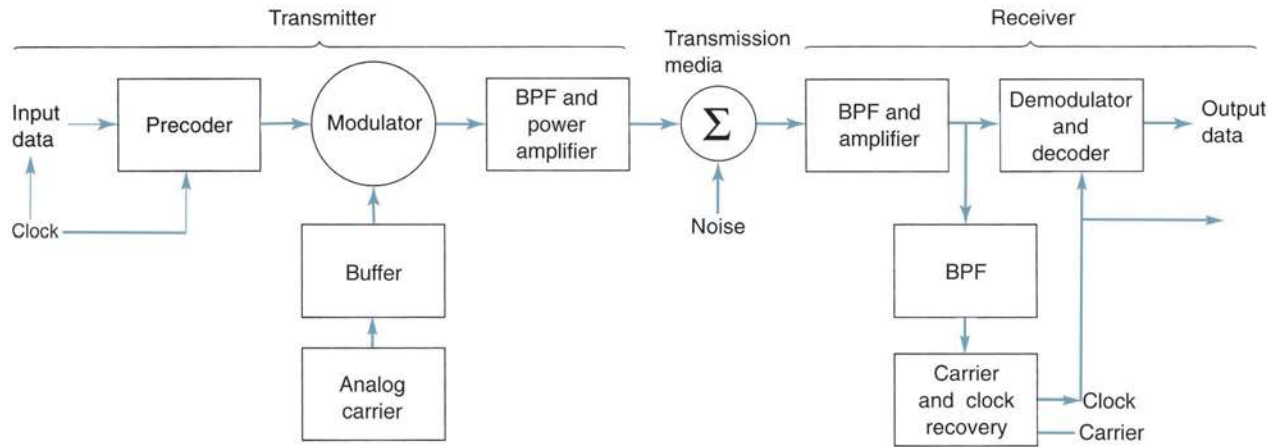 Transmitter
Receiver
Input
data
Clock
Precoder
Modulator
BPF and
power
amplifier
Transmission
media
Σ
Noise
BPF and
amplifier
Demodulator
and
decoder
Output
data
Buffer
Analog
carrier
BPF
Carrier
and clock
recovery
Clock
Carrier